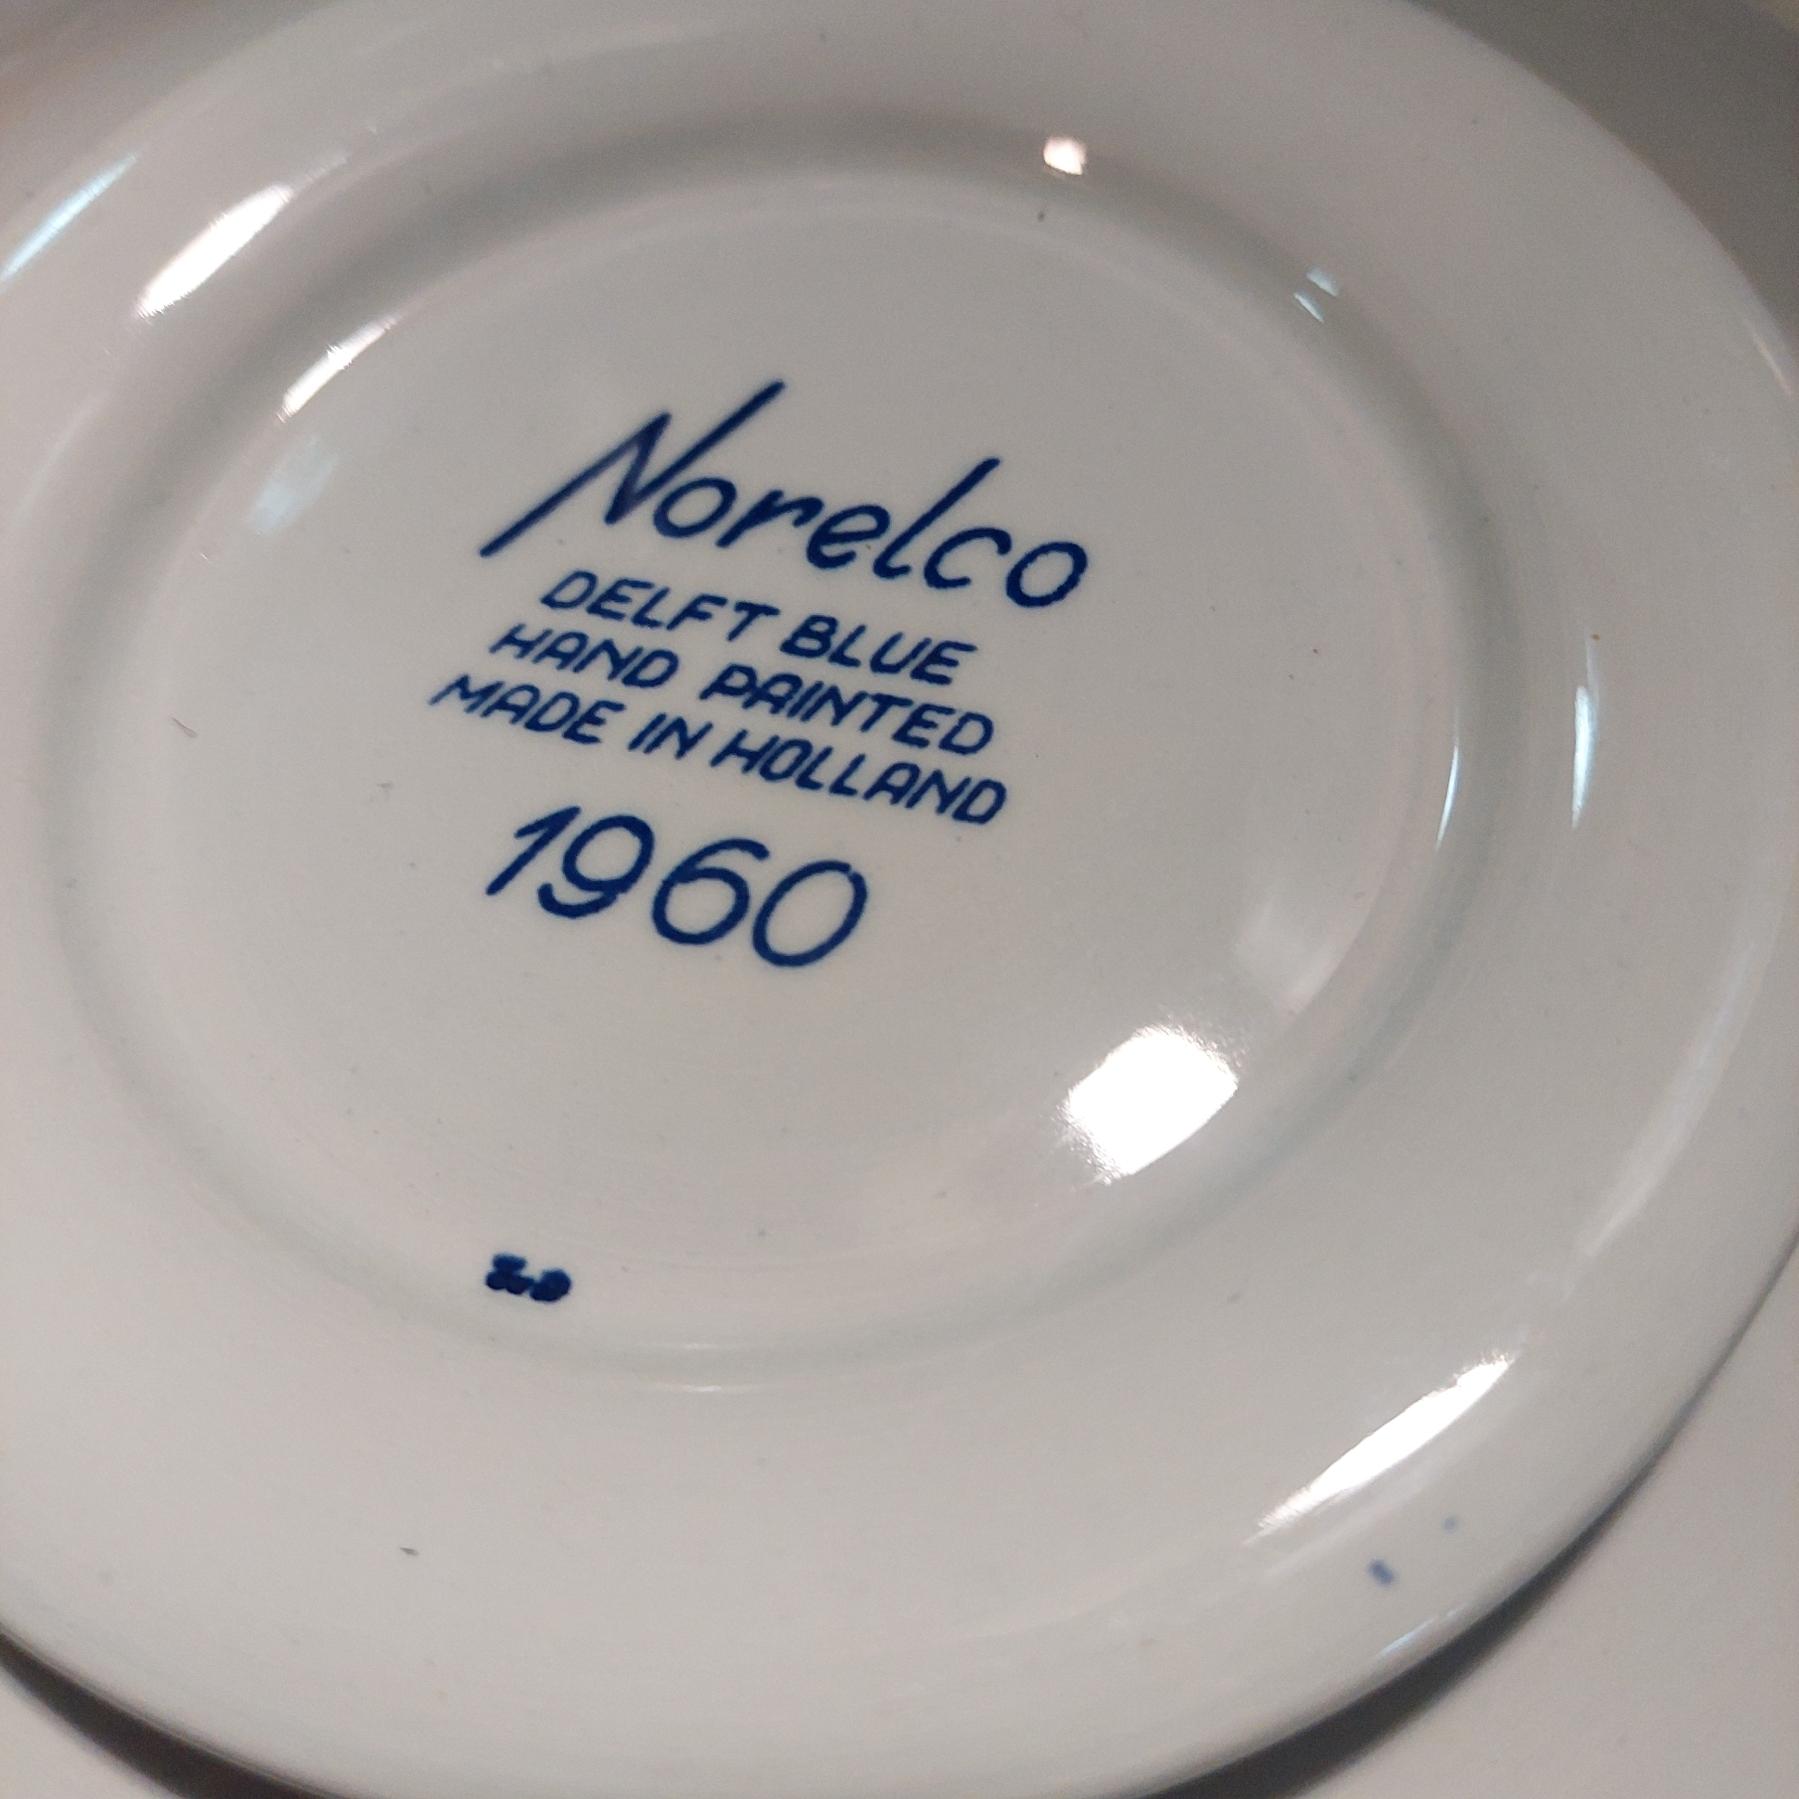 Norelco
DELFT BLUE
HAND PAINTED
MADE IN HOLLAND
1960